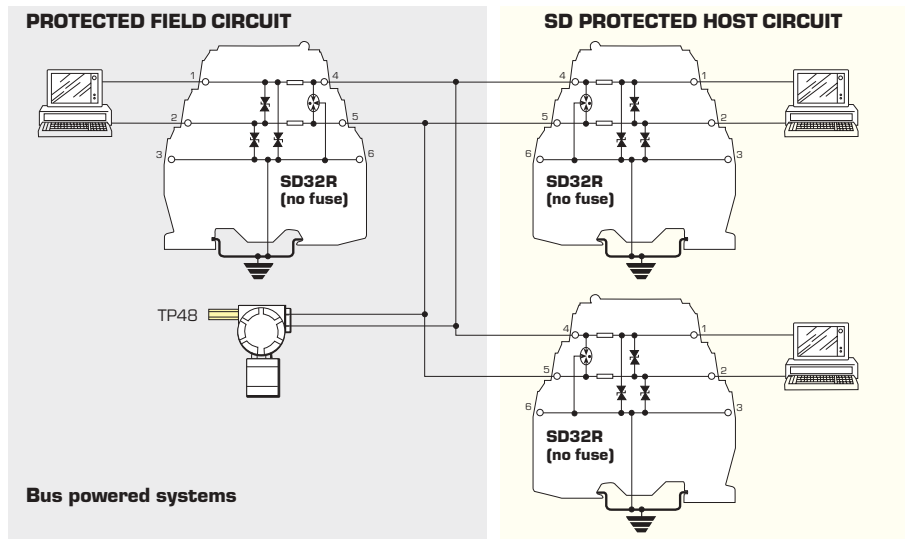 PROTECTED FIELD CIRCUIT
SD PROTECTED HOST CIRCUIT
1
4
2
5
3
6
SD32R
(no fuse)
4
1
5
2
6
3
SD32R
(no fuse)
TP48
4
1
5
2
6
3
SD32R
(no fuse)
Bus powered systems